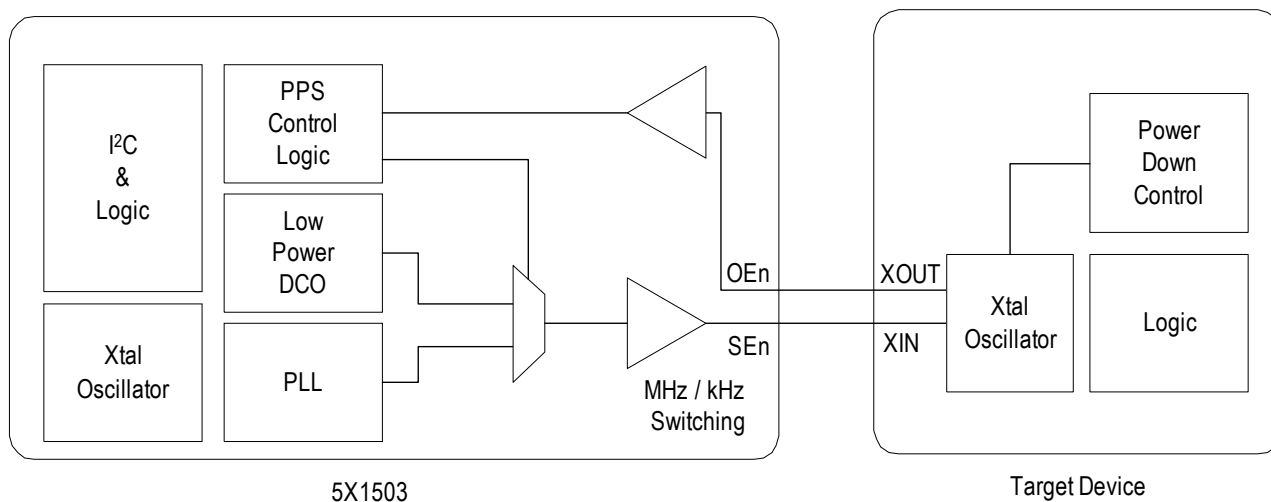 I²C
&
Logic
PPS
Control
Logic
Low
Power
DCO
Xtal
Oscillator
PLL
OEn
SEn
MHz / kHz
Switching
5X1503
XOUT
XIN
Power
Down
Control
Xtal
Oscillator
Logic
Target Device